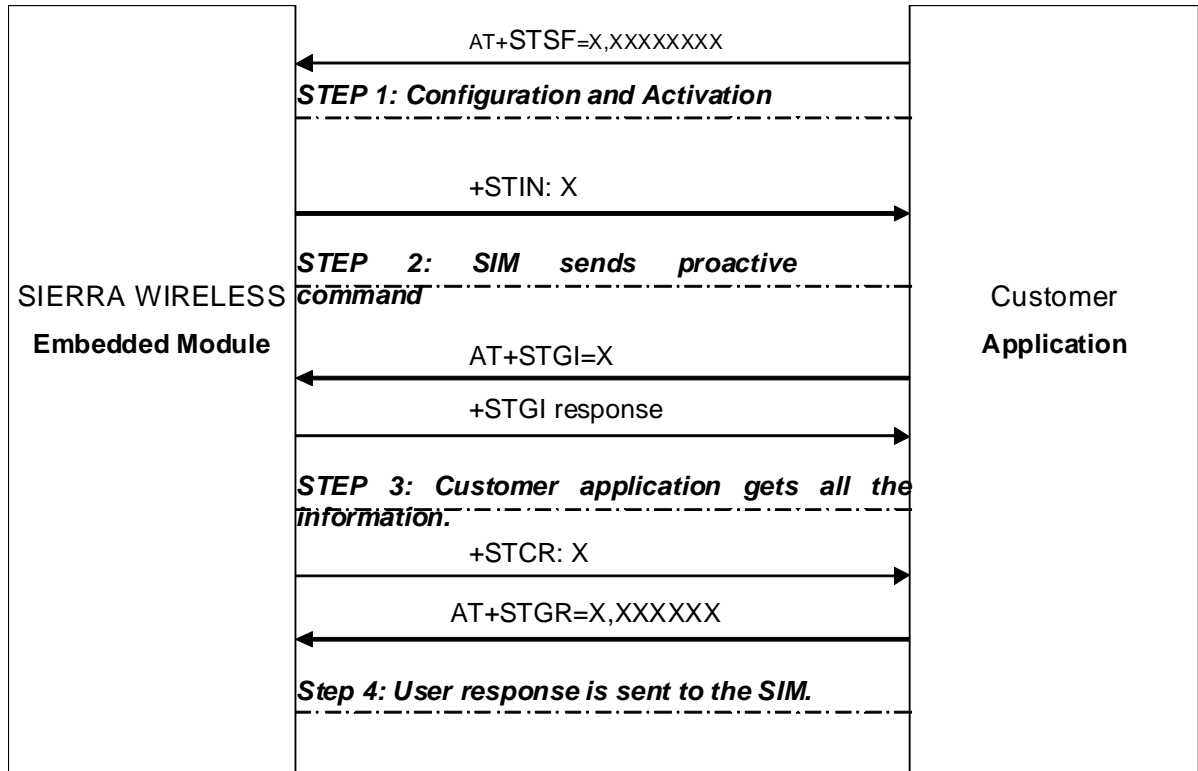 AT+STSF=X,XXXXXXXX
STEP 1: Configuration and Activation
+STIN: X
STEP 2: SIM sends proactive
command
SIERRA WIRELESS
Embedded Module
Customer
Application
AT+STGI=X
+STGI response
STEP 3: Customer application gets all the
information.
+STCR: X
AT+STGR=X,XXXXXX
Step 4: User response is sent to the SIM.